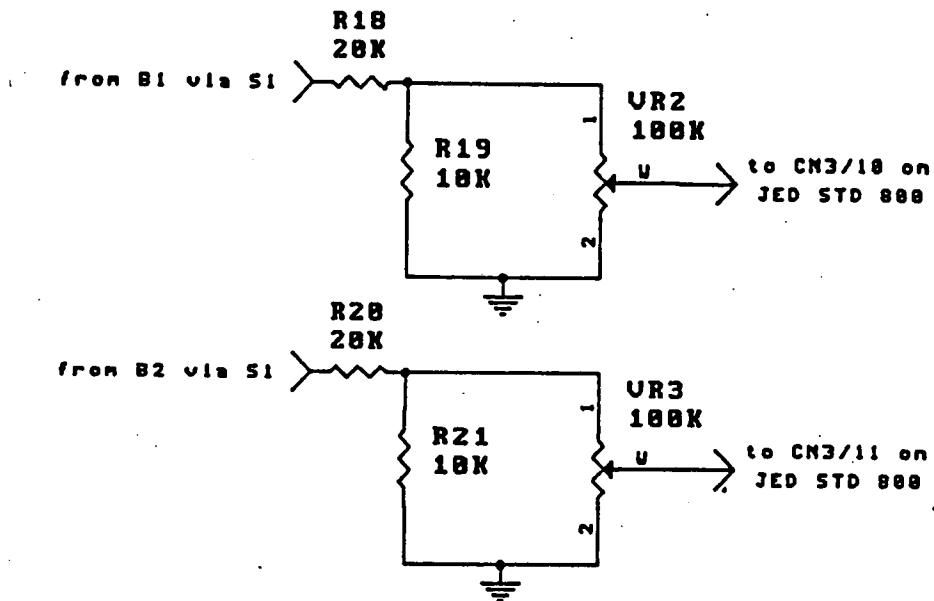 R18
20K
from B1 via S1
1
VR2
100K
R19
10K
W
to CN3/10 on
JED STD 800
2
R20
20K
from B2 via S1
1
VR3
100K
R21
10K
W
to CN3/11 on
JED STD 800
2